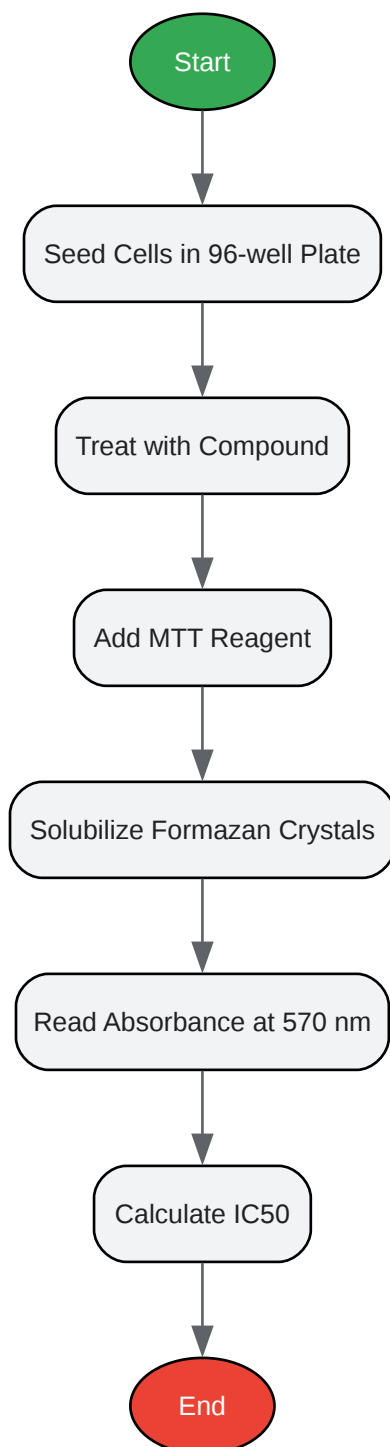 Start
Seed Cells in 96-well Plate
Treat with Compound
Add MTT Reagent
Solubilize Formazan Crystals
Read Absorbance at 570 nm
Calculate IC50
End